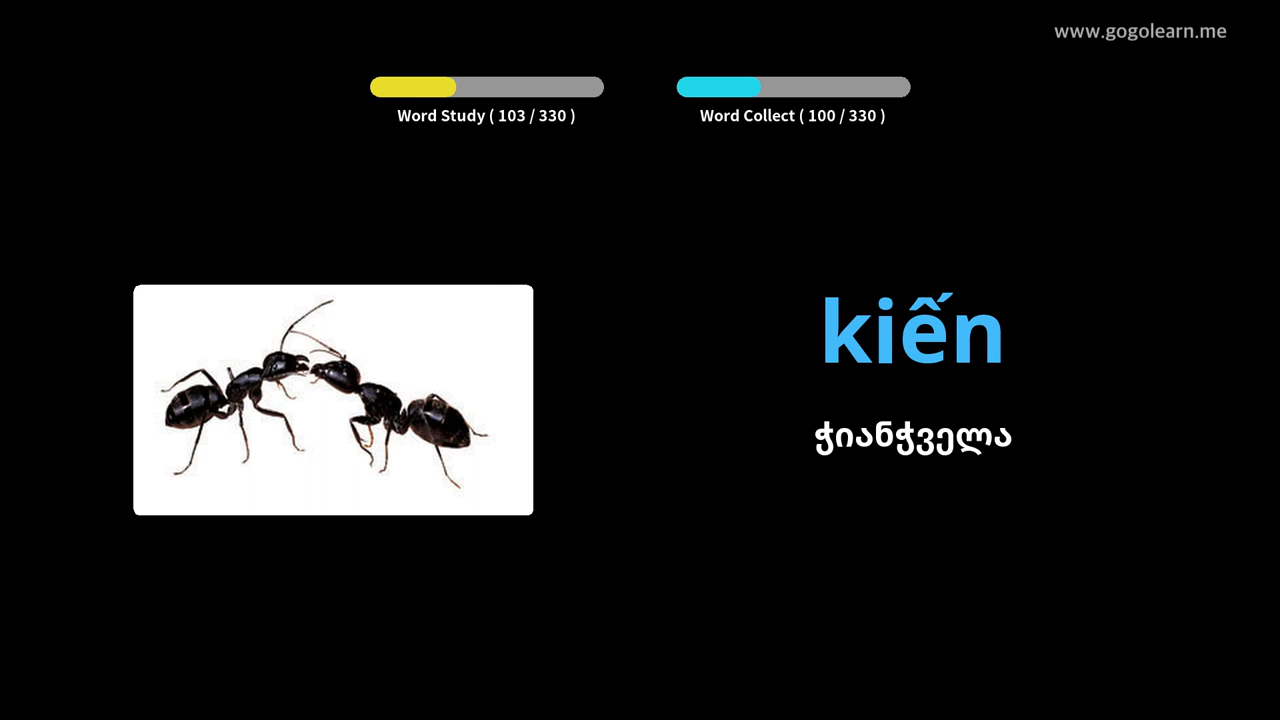 www.gogolearn.me
Word Study ( 103 / 330 )
Word Collect ( 100 / 330 )
kiến
ჭიანჭველა